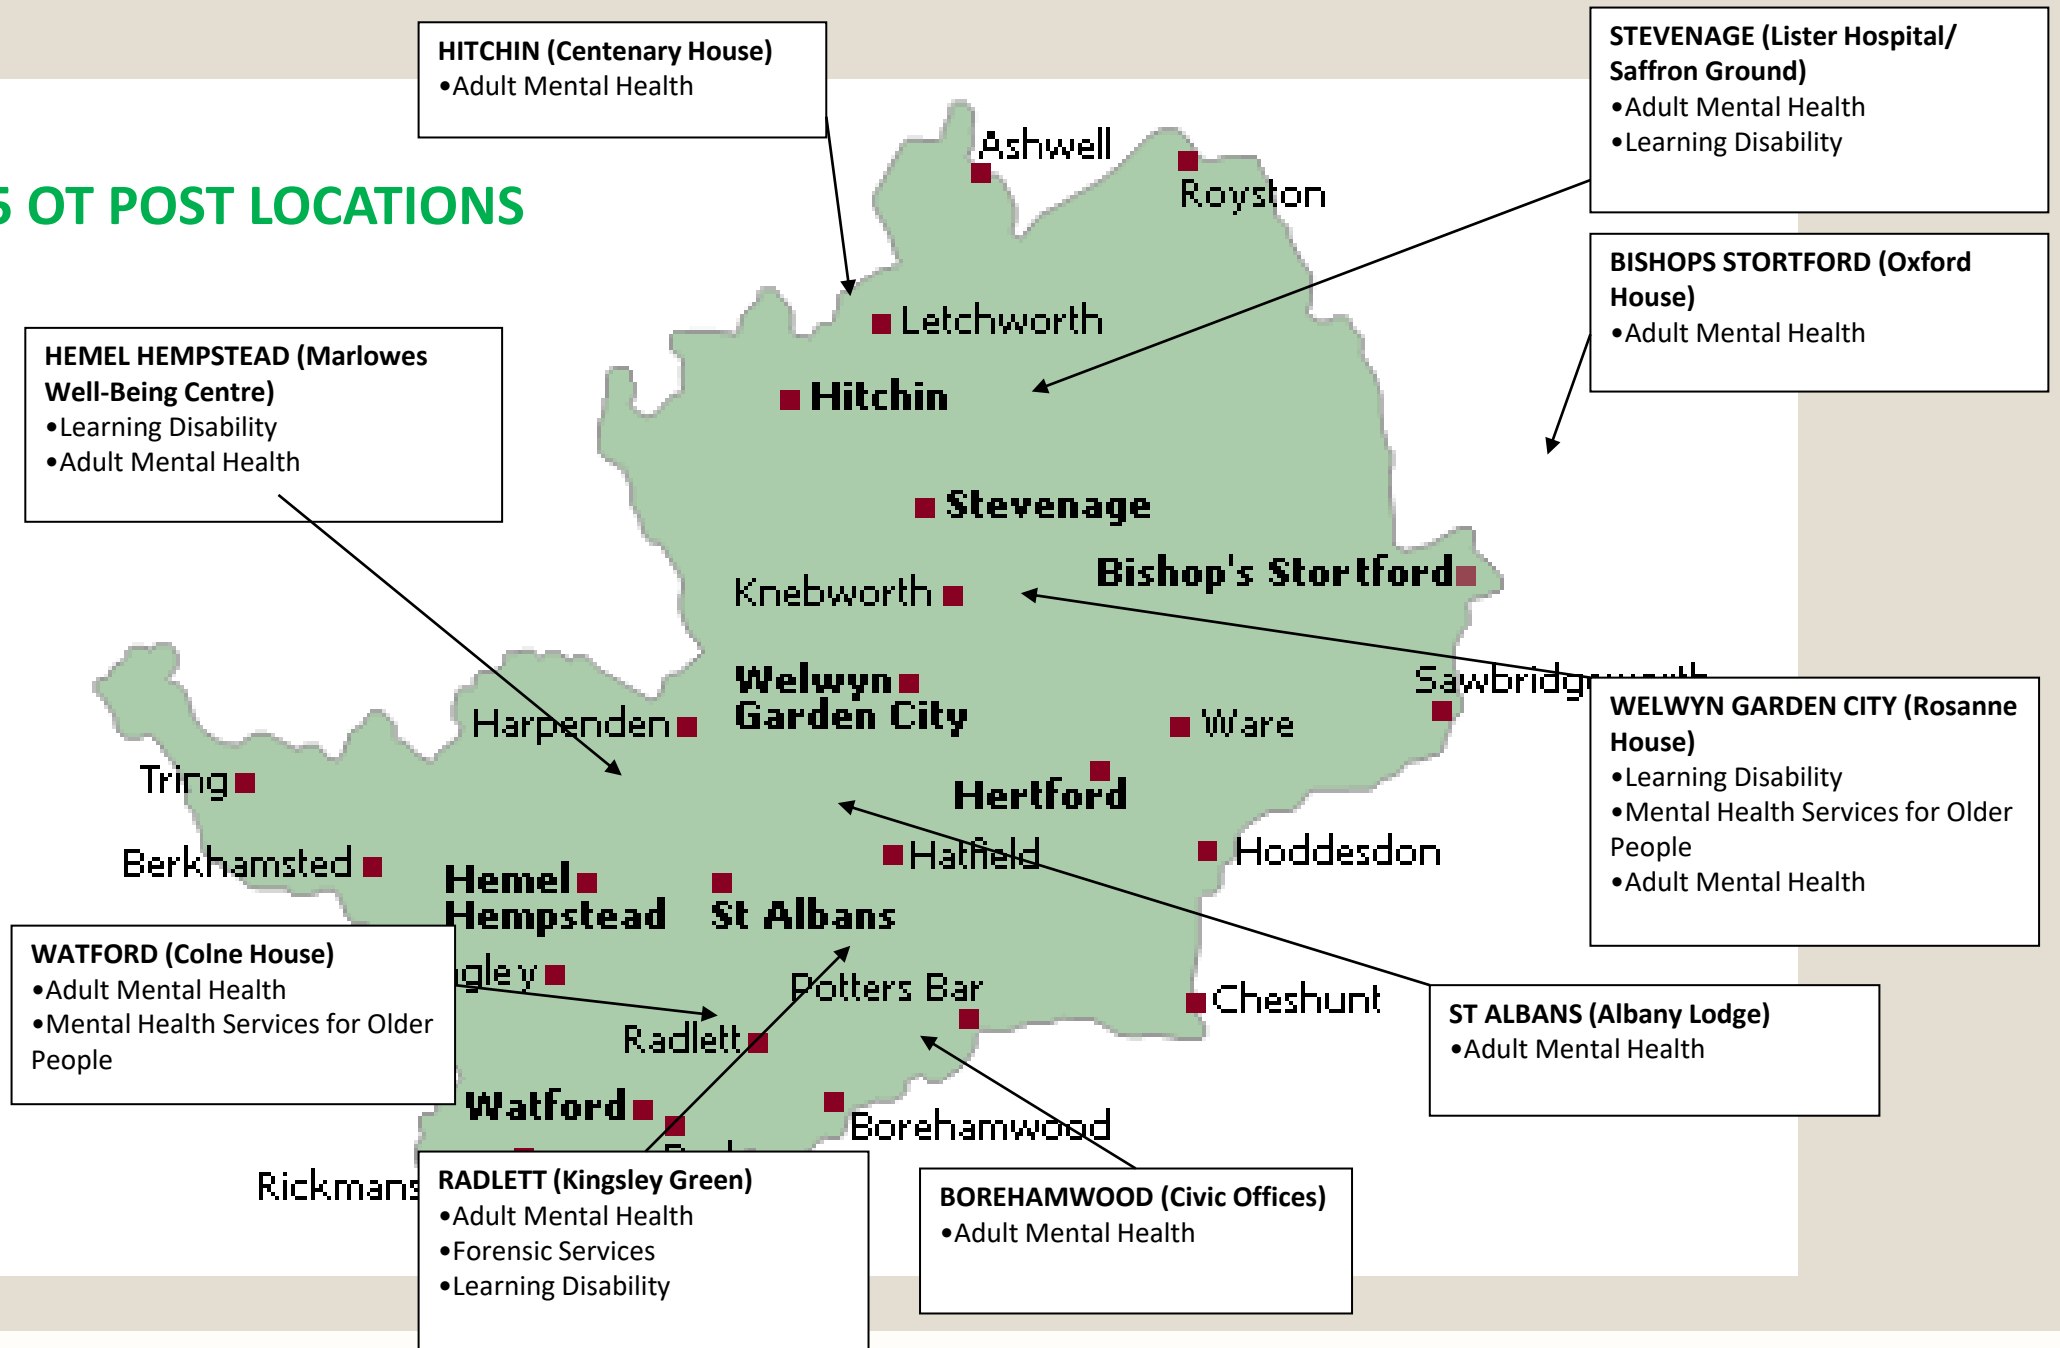 HITCHIN (Centenary House)
•Adult Mental Health
STEVENAGE (Lister Hospital/
Saffron Ground)
•Adult Mental Health
•Learning Disability
5 OT POST LOCATIONS
BISHOPS STORTFORD (Oxford
House)
•Adult Mental Health
HEMEL HEMPSTEAD (Marlowes
Well-Being Centre)
•Learning Disability
•Adult Mental Health
Ashwell
Royston
Letchworth
Hitchin
Stevenage
Bishop's Stortford
Knebworth
Welwyn
Garden City
Harpenden
Ware
Tring
Hertford
Berkhamsted
Hatfield
Hoddesdon
Hemel
Hempstead
St Albans
Potters Bar
Cheshunt
Radlett
Watford
Borehamwood
WELWYN GARDEN CITY (Rosanne
House)
•Learning Disability
•Mental Health Services for Older
People
•Adult Mental Health
WATFORD (Colne House)
•Adult Mental Health
•Mental Health Services for Older
People
ST ALBANS (Albany Lodge)
•Adult Mental Health
RADLETT (Kingsley Green)
•Adult Mental Health
•Forensic Services
•Learning Disability
BOREHAMWOOD (Civic Offices)
•Adult Mental Health